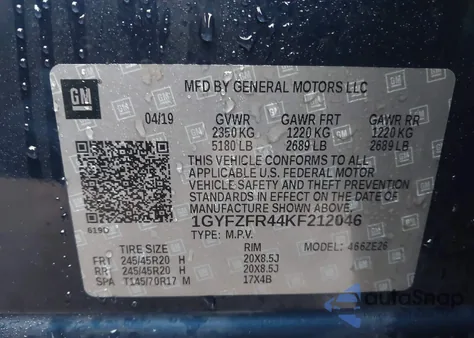 GM
MFD BY GENERAL MOTORS LLC
04/19 GVWR GAWR FRT GAWR RR
2350 KG 1220 KG 1220 KG
5180 LB 2689 LB 2689 LB
THIS VEHICLE CONFORMS TO ALL
APPLICABLE U.S. FEDERAL MOTOR
VEHICLE SAFETY AND THEFT PREVENTION
STANDARDS IN EFFECT ON THE DATE OF
MANUFACTURE SHOWN ABOVE.
1GYFZFR44KF212046
TYPE: M.P.V. MODEL: 466ZE26
619D
TIRE SIZE RIM
FRT 245/45R20 H 20X8.5J
RR 245/45R20 H 20X8.5J
SPA T145/70R17 M 17X4B
autoSnap